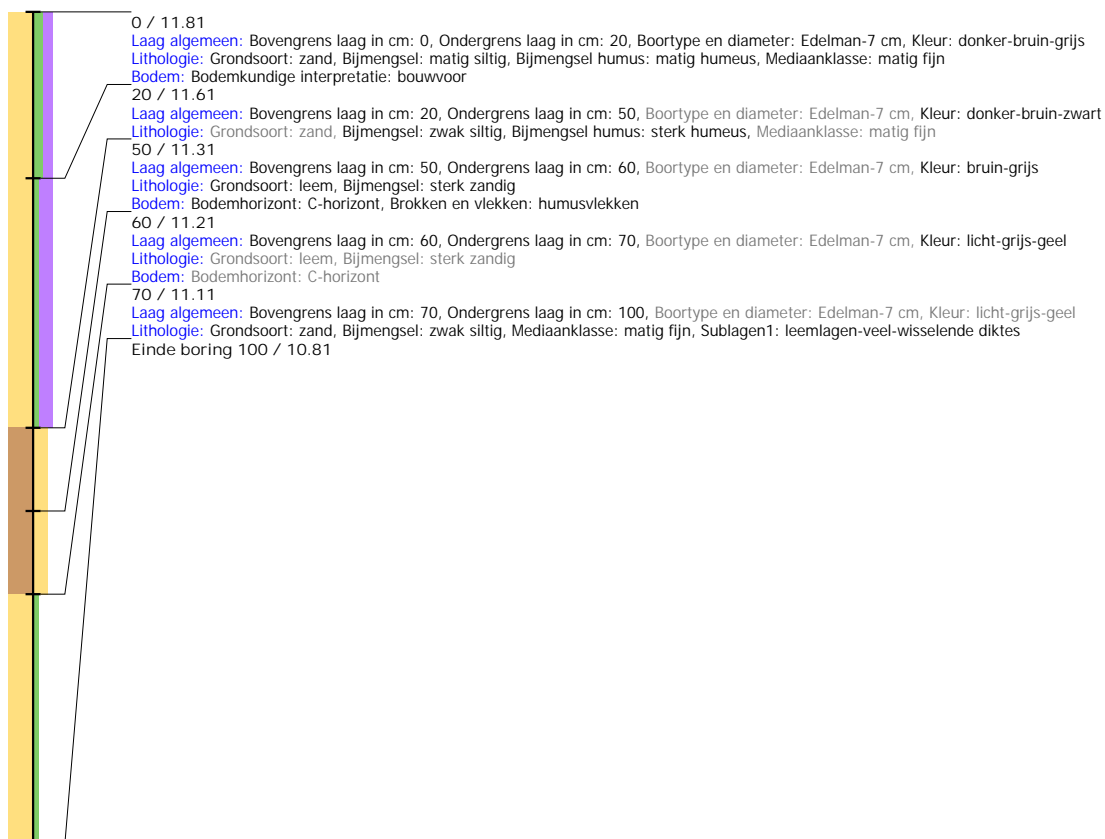 0 / 11.81
Laag algemeen: Bovengrens laag in cm: 0, Ondergrens laag in cm: 20, Boortype en diameter: Edelman-7 cm, Kleur: donker-bruin-grijs
Lithologie: Grondsoort: zand, Bijmengsel: matig siltig, Bijmengsel humus: matig humeus, Mediaanklasse: matig fijn
Bodem: Bodemkundige interpretatie: bouwvoor
20 / 11.61
Laag algemeen: Bovengrens laag in cm: 20, Ondergrens laag in cm: 50, Boortype en diameter: Edelman-7 cm, Kleur: donker-bruin-zwart
Lithologie: Grondsoort: zand, Bijmengsel: zwak siltig, Bijmengsel humus: sterk humeus, Mediaanklasse: matig fijn
50 / 11.31
Laag algemeen: Bovengrens laag in cm: 50, Ondergrens laag in cm: 60, Boortype en diameter: Edelman-7 cm, Kleur: bruin-grijs
Lithologie: Grondsoort: leem, Bijmengsel: sterk zandig
Bodem: Bodemhorizont: C-horizont, Brokken en vlekken: humusvlekken
60 / 11.21
Laag algemeen: Bovengrens laag in cm: 60, Ondergrens laag in cm: 70, Boortype en diameter: Edelman-7 cm, Kleur: licht-grijs-geel
Lithologie: Grondsoort: leem, Bijmengsel: sterk zandig
Bodem: Bodemhorizont: C-horizont
70 / 11.11
Laag algemeen: Bovengrens laag in cm: 70, Ondergrens laag in cm: 100, Boortype en diameter: Edelman-7 cm, Kleur: licht-grijs-geel
Lithologie: Grondsoort: zand, Bijmengsel: zwak siltig, Mediaanklasse: matig fijn, Sublagen1: leemlagen-veel-wisselende diktes
Einde boring 100 / 10.81